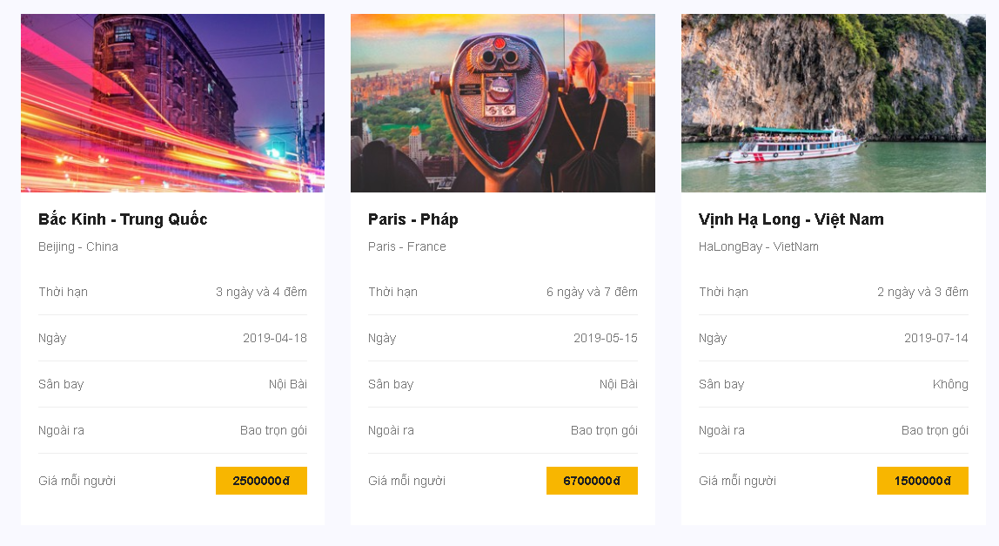 Bắc Kinh - Trung Quốc
Beijing - China
Thời hạn 3 ngày và 4 đêm
Ngày 2019-04-18
Sân bay Nội Bài
Ngoài ra Bao trọn gói
Giá mỗi người 2500000đ
Paris - Pháp
Paris - France
Thời hạn 6 ngày và 7 đêm
Ngày 2019-05-15
Sân bay Nội Bài
Ngoài ra Bao trọn gói
Giá mỗi người 6700000đ
Vịnh Hạ Long - Việt Nam
HaLongBay - VietNam
Thời hạn 2 ngày và 3 đêm
Ngày 2019-07-14
Sân bay Không
Ngoài ra Bao trọn gói
Giá mỗi người 1500000đ